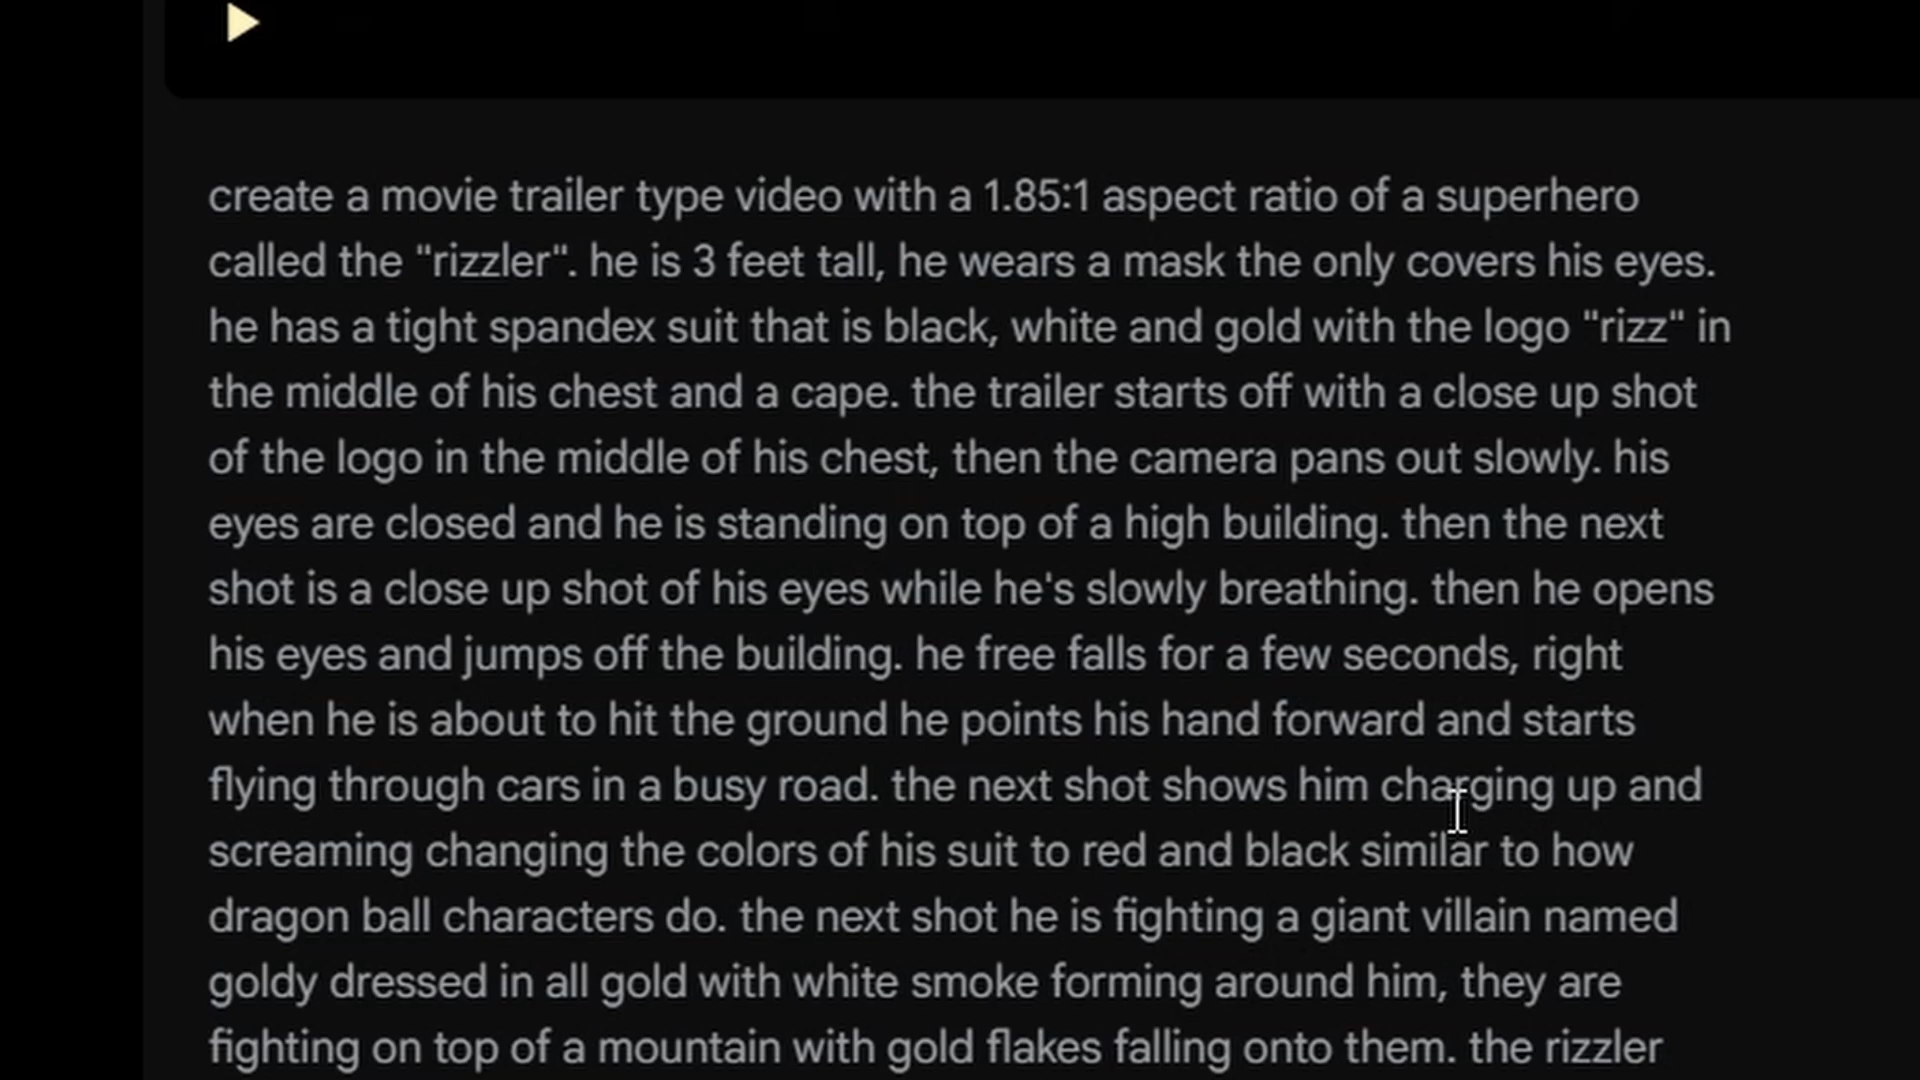 create a movie trailer type video with a 1.85:1 aspect ratio of a superhero
called the "rizzler". he is 3 feet tall, he wears a mask the only covers his eyes.
he has a tight spandex suit that is black, white and gold with the logo "rizz" in
the middle of his chest and a cape. the trailer starts off with a close up shot
of the logo in the middle of his chest, then the camera pans out slowly. his
eyes are closed and he is standing on top of a high building. then the next
shot is a close up shot of his eyes while he's slowly breathing. then he opens
his eyes and jumps off the building. he free falls for a few seconds, right
when he is about to hit the ground he points his hand forward and starts
flying through cars in a busy road. the next shot shows him charging up and
screaming changing the colors of his suit to red and black similar to how
dragon ball characters do. the next shot he is fighting a giant villain named
goldy dressed in all gold with white smoke forming around him, they are
fighting on top of a mountain with gold flakes falling onto them. the rizzler